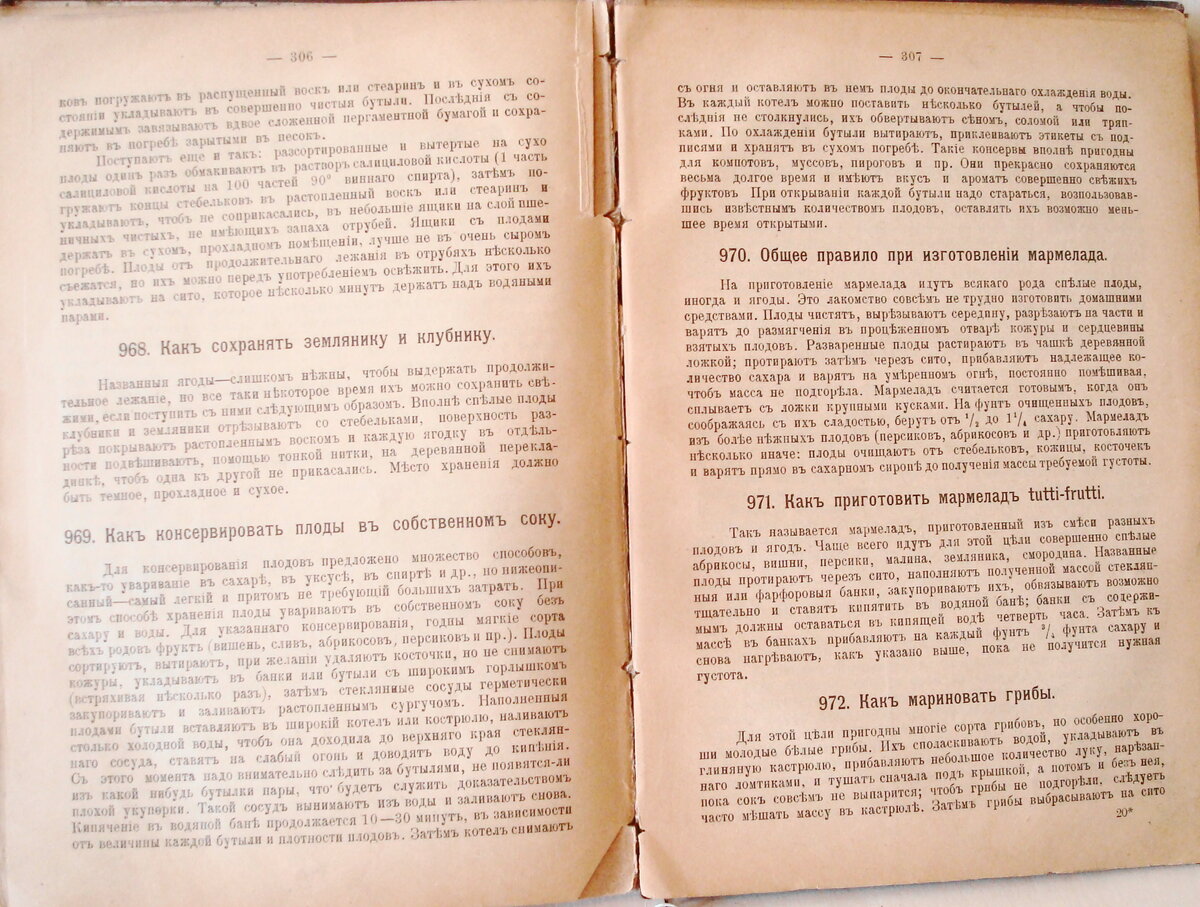 — 306 —
ковъ погружаютъ въ распущенный воскъ или стеаринъ и въ сухомъ со-
стояніи укладываютъ въ совершенно чистыя бутыли. Послѣднія съ со-
держимымъ завязываютъ вдвое сложенной пергаментной бумагой и сохра-
няютъ въ погребѣ зарытыми въ песокъ.
Поступаютъ еще и такъ: разсортированные и вытертые на сухо
плоды одинъ разъ обмакиваютъ въ растворъ салициловой кислоты (1 часть
салициловой кислоты на 100 частей 90° виннаго спирта), затѣмъ по-
гружаютъ концы стебельковъ въ растопленный воскъ или стеаринъ и
укладываютъ, чтобъ не соприкасались, въ небольшіе ящики на слой пше-
ничныхъ чистыхъ, не имѣющихъ запаха отрубей. Ящики съ плодами
держать въ сухомъ, прохладномъ помѣщеніи, лучше не въ очень сыромъ
погребѣ. Плоды отъ продолжительнаго лежанія въ отрубяхъ нѣсколько
съежатся, но ихъ можно передъ употребленіемъ освѣжить. Для этого ихъ
укладываютъ на сито, которое нѣсколько минутъ держатъ надъ водяными
парами.
968. Какъ сохранять землянику и клубнику.
Названныя ягоды—слишкомъ нѣжны, чтобы выдержать продолжи-
тельное лежаніе, но все таки нѣкоторое время ихъ можно сохранить свѣ-
жими, если поступить съ ними слѣдующимъ образомъ. Вполнѣ спѣлые плоды
клубники и земляники отрѣзываютъ со стебельками, поверхность раз-
рѣза покрываютъ растопленнымъ воскомъ и каждую ягодку въ отдѣль-
ности подвѣшиваютъ, помощью тонкой нитки, на деревянной перекла-
динкѣ, чтобъ одна къ другой не прикасались. Мѣсто храненія должно
быть темное, прохладное и сухое.
969. Какъ консервировать плоды въ собственномъ соку.
Для консервированія плодовъ предложено множество способовъ,
какъ-то увариваніе въ сахарѣ, въ уксусѣ, въ спиртѣ и др., но нижеопи-
санный—самый легкій и притомъ не требующій большихъ затратъ. При
этомъ способѣ храненія плоды увариваютъ въ собственномъ соку безъ
сахару и воды. Для указаннаго консервированія, годны мягкіе сорта
всѣхъ родовъ фруктъ (вишень, сливъ, абрикосовъ, персиковъ и пр.). Плоды
сортируютъ, вытираютъ, при желаніи удаляютъ косточки, но не снимаютъ
кожуры, укладываютъ въ банки или бутыли съ широкимъ горлышкомъ
(встряхивая нѣсколько разъ), затѣмъ стеклянные сосуды герметически
закупориваютъ и заливаютъ растопленнымъ сургучомъ. Наполненныя
плодами бутыли вставляютъ въ широкій котелъ или кострюлю, наливаютъ
столько холодной воды, чтобъ она доходила до верхняго края стеклян-
наго сосуда, ставятъ на слабый огонь и доводятъ воду до кипѣнія.
Съ этого момента надо внимательно слѣдить за бутылями, не появятся-ли
изъ какой нибудь бутылки пары, что будетъ служить доказательствомъ
плохой укупорки. Такой сосудъ вынимаютъ изъ воды и заливаютъ снова.
Кипяченіе въ водяной банѣ продолжается 10—30 минутъ, въ зависимости
отъ величины каждой бутыли и плотности плодовъ. Затѣмъ котелъ снимаютъ
— 307 —
съ огня и оставляютъ въ немъ плоды до окончательнаго охлажденія воды.
Въ каждый котелъ можно поставить нѣсколько бутылей, а чтобы по-
слѣднія не столкнулись, ихъ обвертываютъ сѣномъ, соломой или тряп-
ками. По охлажденіи бутыли вытираютъ, приклеиваютъ этикеты съ под-
писями и хранятъ въ сухомъ погребѣ. Такіе консервы вполнѣ пригодны
для компотовъ, муссовъ, пироговъ и пр. Они прекрасно сохраняются
весьма долгое время и имѣютъ вкусъ и ароматъ совершенно свѣжихъ
фруктовъ При открываніи каждой бутыли надо стараться, возпользовав-
шись извѣстнымъ количествомъ плодовъ, оставлять ихъ возможно мень-
шее время открытыми.
970. Общее правило при изготовленіи мармелада.
На приготовленіе мармелада идутъ всякаго рода спѣлые плоды,
иногда и ягоды. Это лакомство совсѣмъ не трудно изготовить домашними
средствами. Плоды чистятъ, вырѣзываютъ середину, разрѣзаютъ на части и
варятъ до размягченія въ процѣженномъ отварѣ кожуры и сердцевины
взятыхъ плодовъ. Разваренные плоды растираютъ въ чашкѣ деревянной
ложкой; протираютъ затѣмъ черезъ сито, прибавляютъ надлежащее ко-
личество сахара и варятъ на умѣренномъ огнѣ, постоянно помѣшивая,
чтобъ масса не подгорѣла. Мармеладъ считается готовымъ, когда онъ
сплываетъ съ ложки крупными кусками. На фунтъ очищенныхъ плодовъ,
сообразяясь съ ихъ сладостью, берутъ отъ 1/2 до 1 1/4 сахару. Мармеладъ
изъ болѣе нѣжныхъ плодовъ (персиковъ, абрикосовъ и др.) приготовляютъ
нѣсколько иначе: плоды очищаютъ отъ стебельковъ, кожицы, косточекъ
и варятъ прямо въ сахарномъ сиропѣ до полученія массы требуемой густоты.
971. Какъ приготовить мармеладъ tutti-frutti.
Такъ называется мармеладъ, приготовленный изъ смѣси разныхъ
плодовъ и ягодъ. Чаще всего идутъ для этой цѣли совершенно спѣлые
абрикосы, вишни, персики, малина, земляника, смородина. Названные
плоды протираютъ черезъ сито, наполняютъ полученной массой стеклян-
ныя или фарфоровыя банки, закупориваютъ ихъ, обвязываютъ возможно
тщательно и ставятъ кипятить въ водяной банѣ; банки съ содержи-
мымъ должны оставаться въ кипящей водѣ четверть часа. Затѣмъ къ
массѣ въ банкахъ прибавляютъ на каждый фунтъ 3/4 фунта сахару и
снова нагрѣваютъ, какъ указано выше, пока не получится нужная
густота.
972. Какъ мариновать грибы.
Для этой цѣли пригодны многіе сорта грибовъ, но особенно хоро-
ши молодые бѣлые грибы. Ихъ споласкиваютъ водой, укладываютъ въ
глиняную кастрюлю, прибавляютъ небольшое количество луку, нарѣзан-
наго ломтиками, и тушатъ сначала подъ крышкой, а потомъ и безъ нея,
пока сокъ совсѣмъ не выпарится; чтобъ грибы не подгорѣли, слѣдуетъ
часто мѣшать массу въ кастрюлѣ. Затѣмъ грибы выбрасываютъ на сито
20*